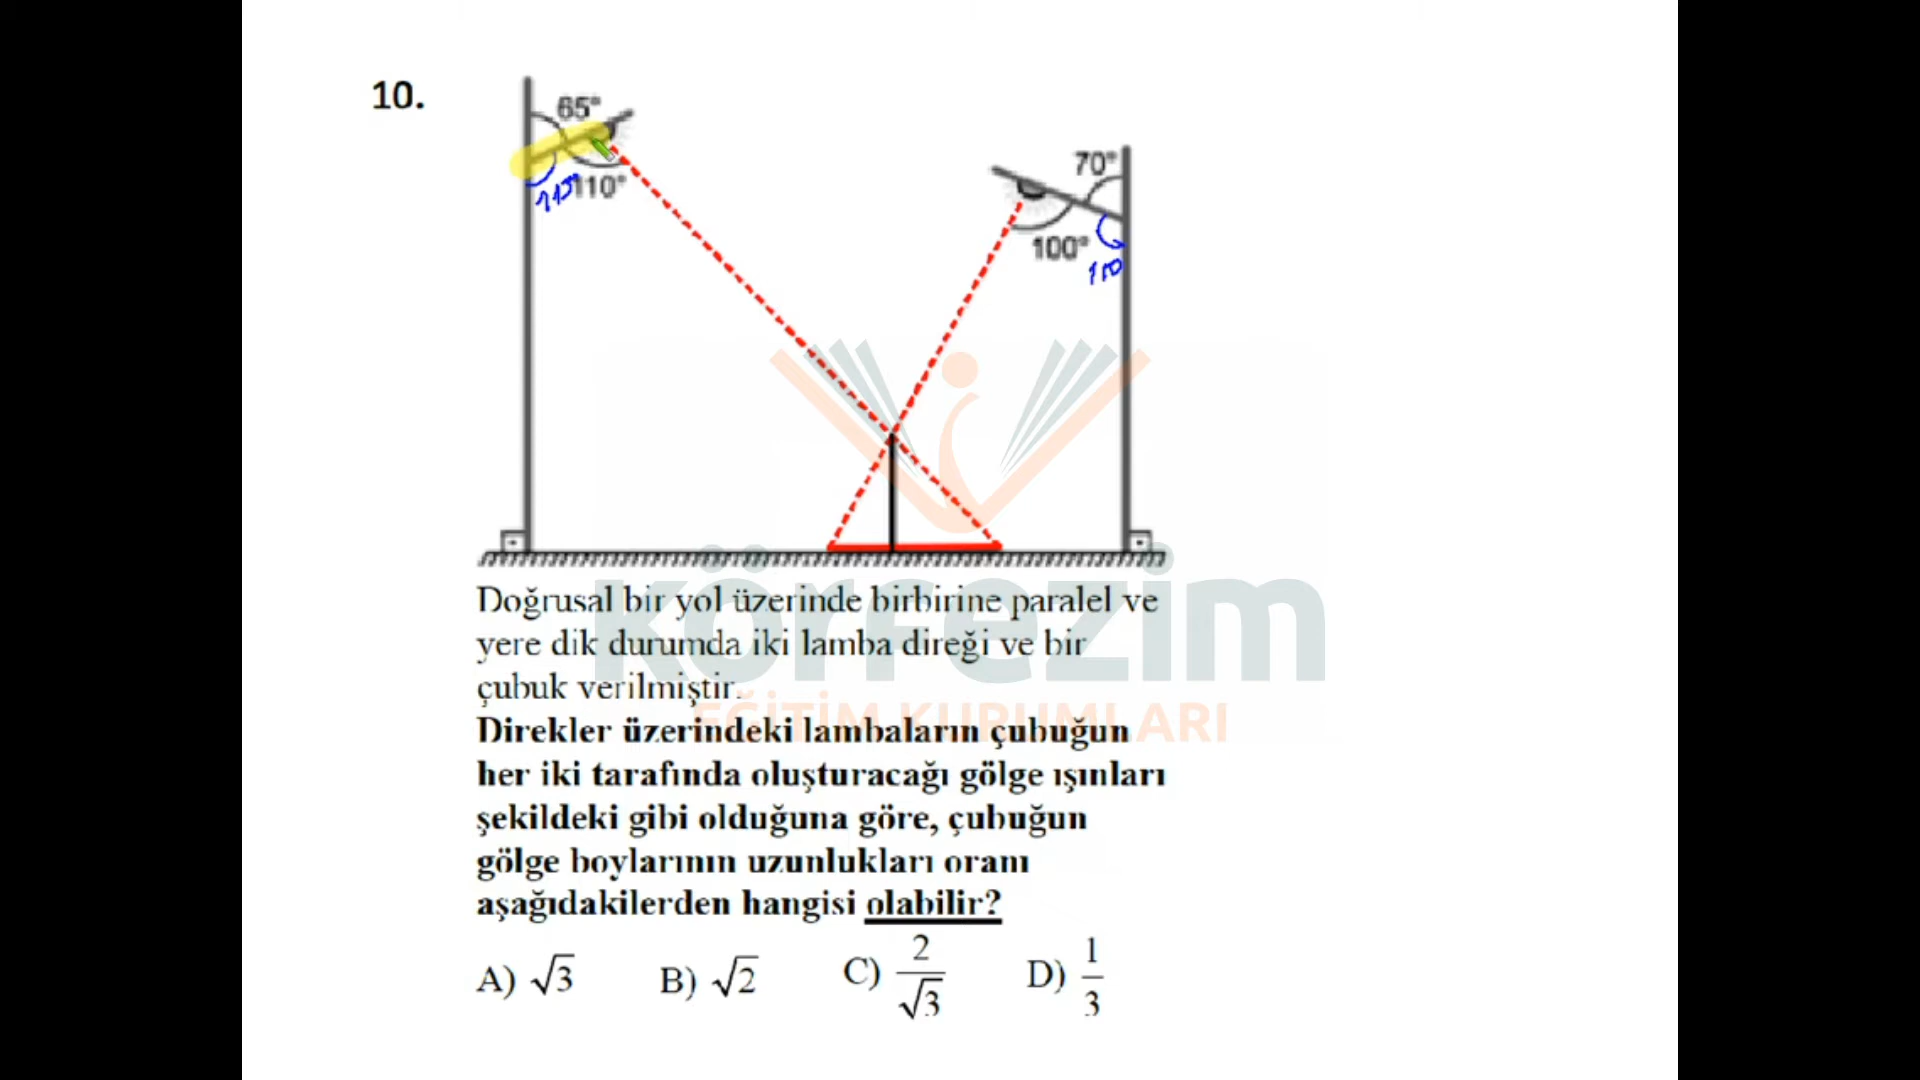 10.
65°
110°
115°
70°
100°
110
körfezim
EĞİTİM KURUMLARI
Doğrusal bir yol üzerinde birbirine paralel ve
yere dik durumda iki lamba direği ve bir
çubuk verilmiştir.
Direkler üzerindeki lambaların çubuğun
her iki tarafında oluşturacağı gölge ışınları
şekildeki gibi olduğuna göre, çubuğun
gölge boylarının uzunlukları oranı
aşağıdakilerden hangisi olabilir?
A) √3 B) √2 C) 2/√3 D) 1/3